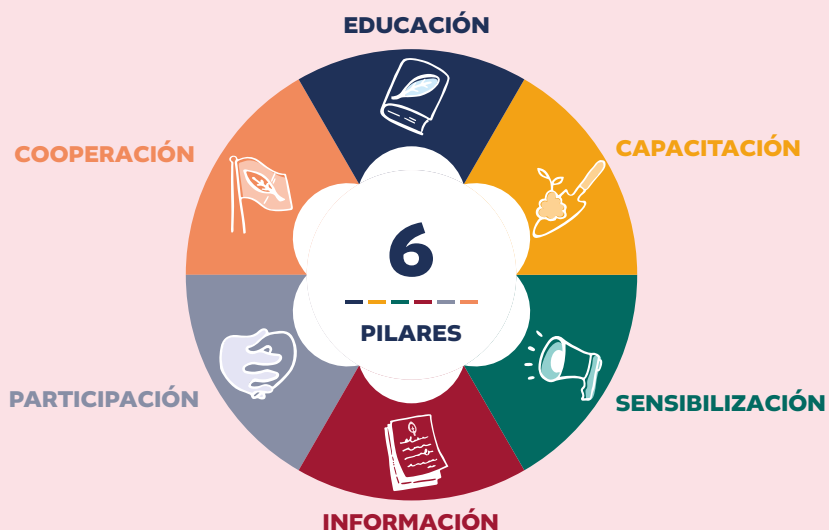 EDUCACIÓN
CAPACITACIÓN
SENSIBILIZACIÓN
INFORMACIÓN
PARTICIPACIÓN
COOPERACIÓN
6
PILARES